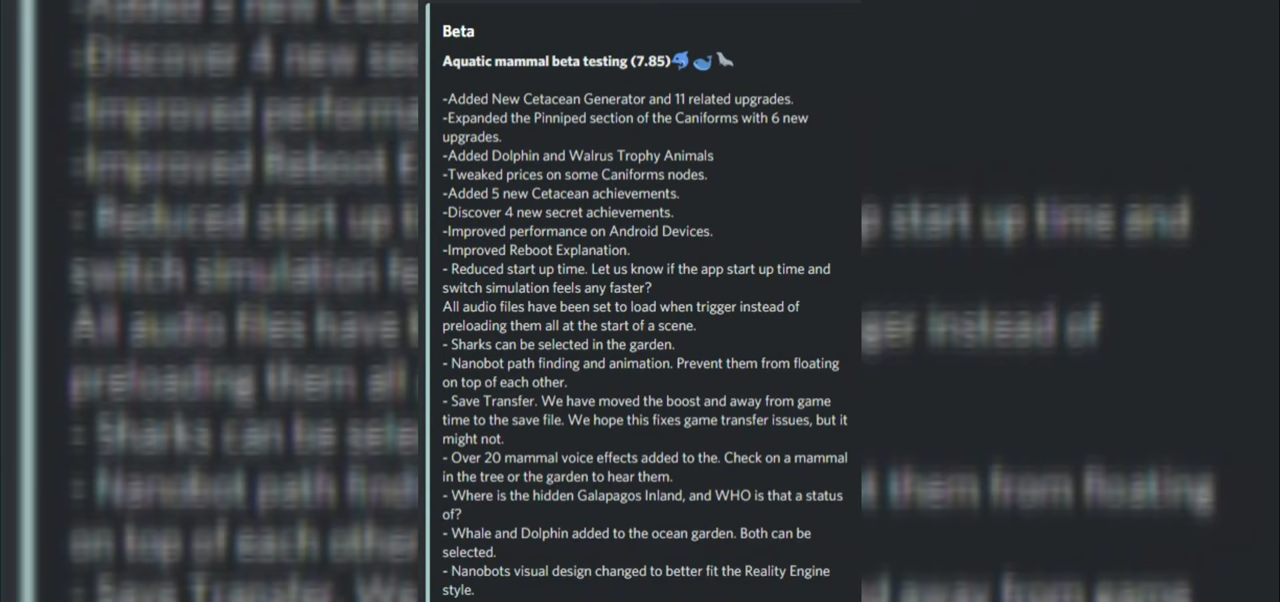 Beta
Aquatic mammal beta testing (7.85)🐬🐋🦭
-Added New Cetacean Generator and 11 related upgrades.
-Expanded the Pinniped section of the Caniforms with 6 new
upgrades.
-Added Dolphin and Walrus Trophy Animals
-Tweaked prices on some Caniforms nodes.
-Added 5 new Cetacean achievements.
-Discover 4 new secret achievements.
-Improved performance on Android Devices.
-Improved Reboot Explanation.
- Reduced start up time. Let us know if the app start up time and
switch simulation feels any faster?
All audio files have been set to load when trigger instead of
preloading them all at the start of a scene.
- Sharks can be selected in the garden.
- Nanobot path finding and animation. Prevent them from floating
on top of each other.
- Save Transfer. We have moved the boost and away from game
time to the save file. We hope this fixes game transfer issues, but it
might not.
- Over 20 mammal voice effects added to the. Check on a mammal
in the tree or the garden to hear them.
- Where is the hidden Galapagos Inland, and WHO is that a status
of?
- Whale and Dolphin added to the ocean garden. Both can be
selected.
- Nanobots visual design changed to better fit the Reality Engine
style.